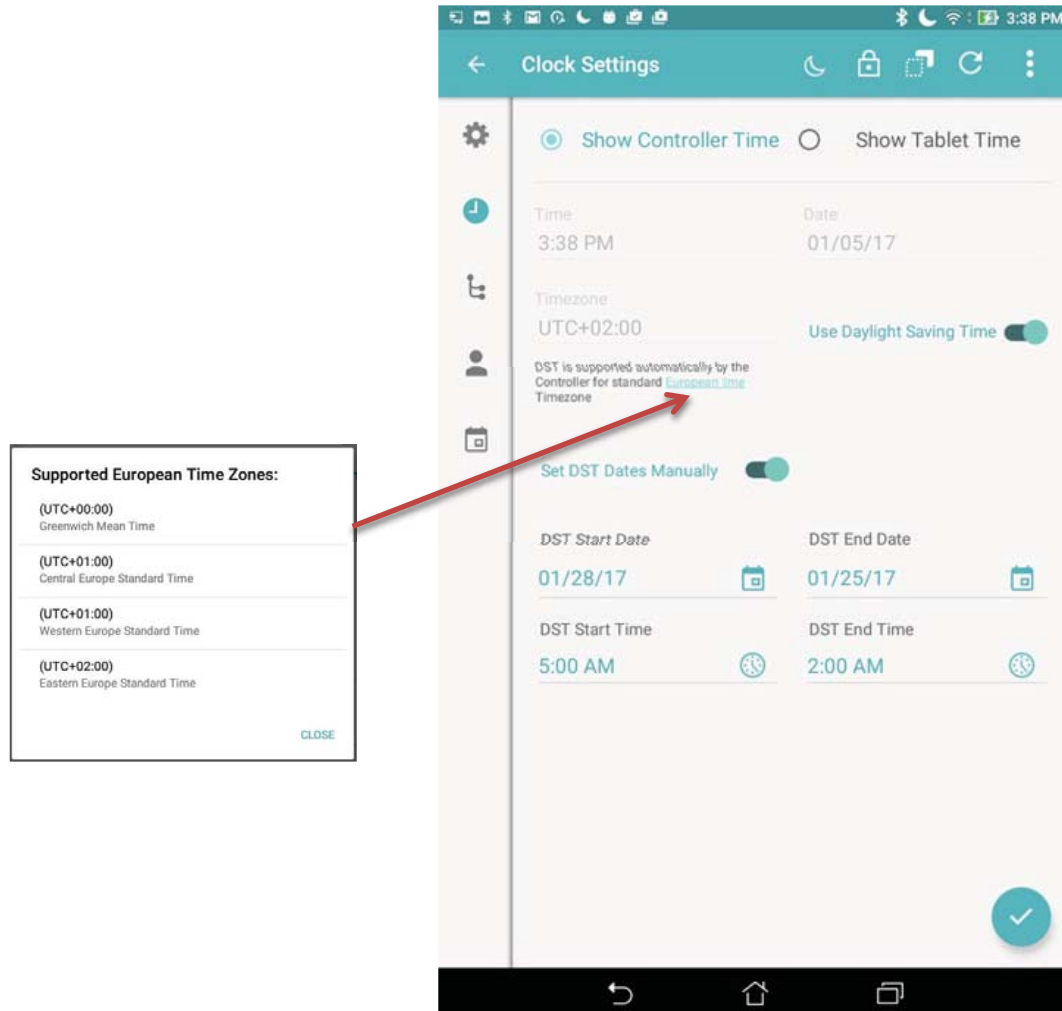 3:38 PM
Clock Settings
Show Controller Time
Show Tablet Time
Time
Date
3:38 PM
01/05/17
Timezone
UTC+02:00
Use Daylight Saving Time
DST is supported automatically by the
Controller for standard European time
Timezone
Set DST Dates Manually
DST Start Date
DST End Date
01/28/17
01/25/17
DST Start Time
DST End Time
5:00 AM
2:00 AM
Supported European Time Zones:
(UTC+00:00)
Greenwich Mean Time
(UTC+01:00)
Central Europe Standard Time
(UTC+01:00)
Western Europe Standard Time
(UTC+02:00)
Eastern Europe Standard Time
CLOSE